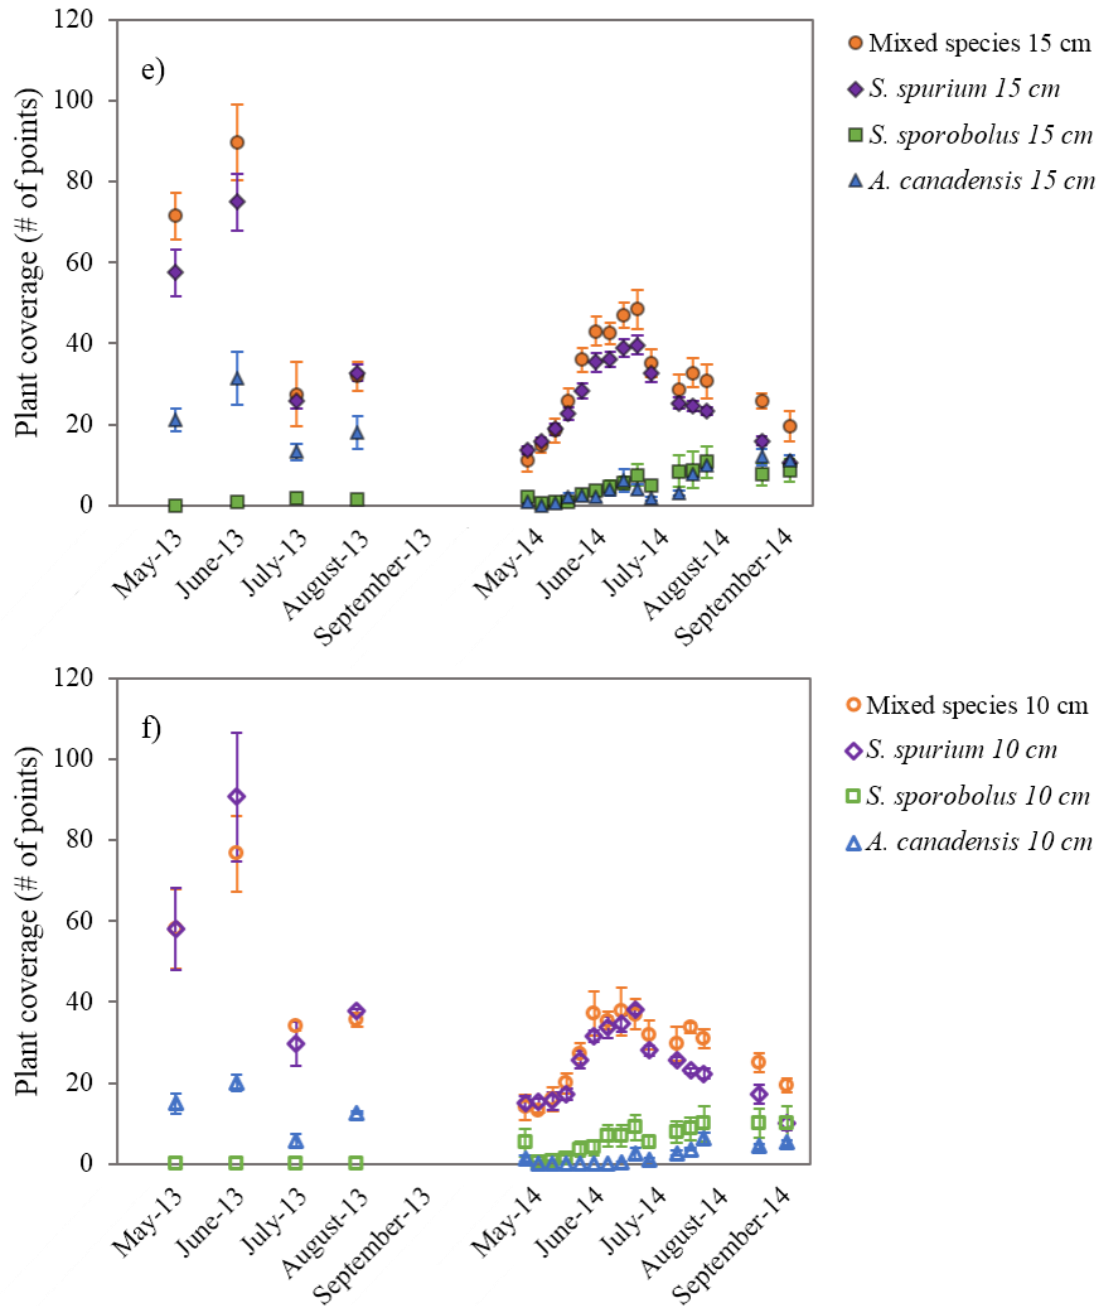 120
100
80
60
40
20
0
Plant coverage (# of points)
e)
Mixed species 15 cm
S. spurium 15 cm
S. sporobolus 15 cm
A. canadensis 15 cm
May-13
June-13
July-13
August-13
September-13
May-14
June-14
July-14
August-14
September-14
120
100
80
60
40
20
0
Plant coverage (# of points)
f)
Mixed species 10 cm
S. spurium 10 cm
S. sporobolus 10 cm
A. canadensis 10 cm
May-13
June-13
July-13
August-13
September-13
May-14
June-14
July-14
August-14
September-14